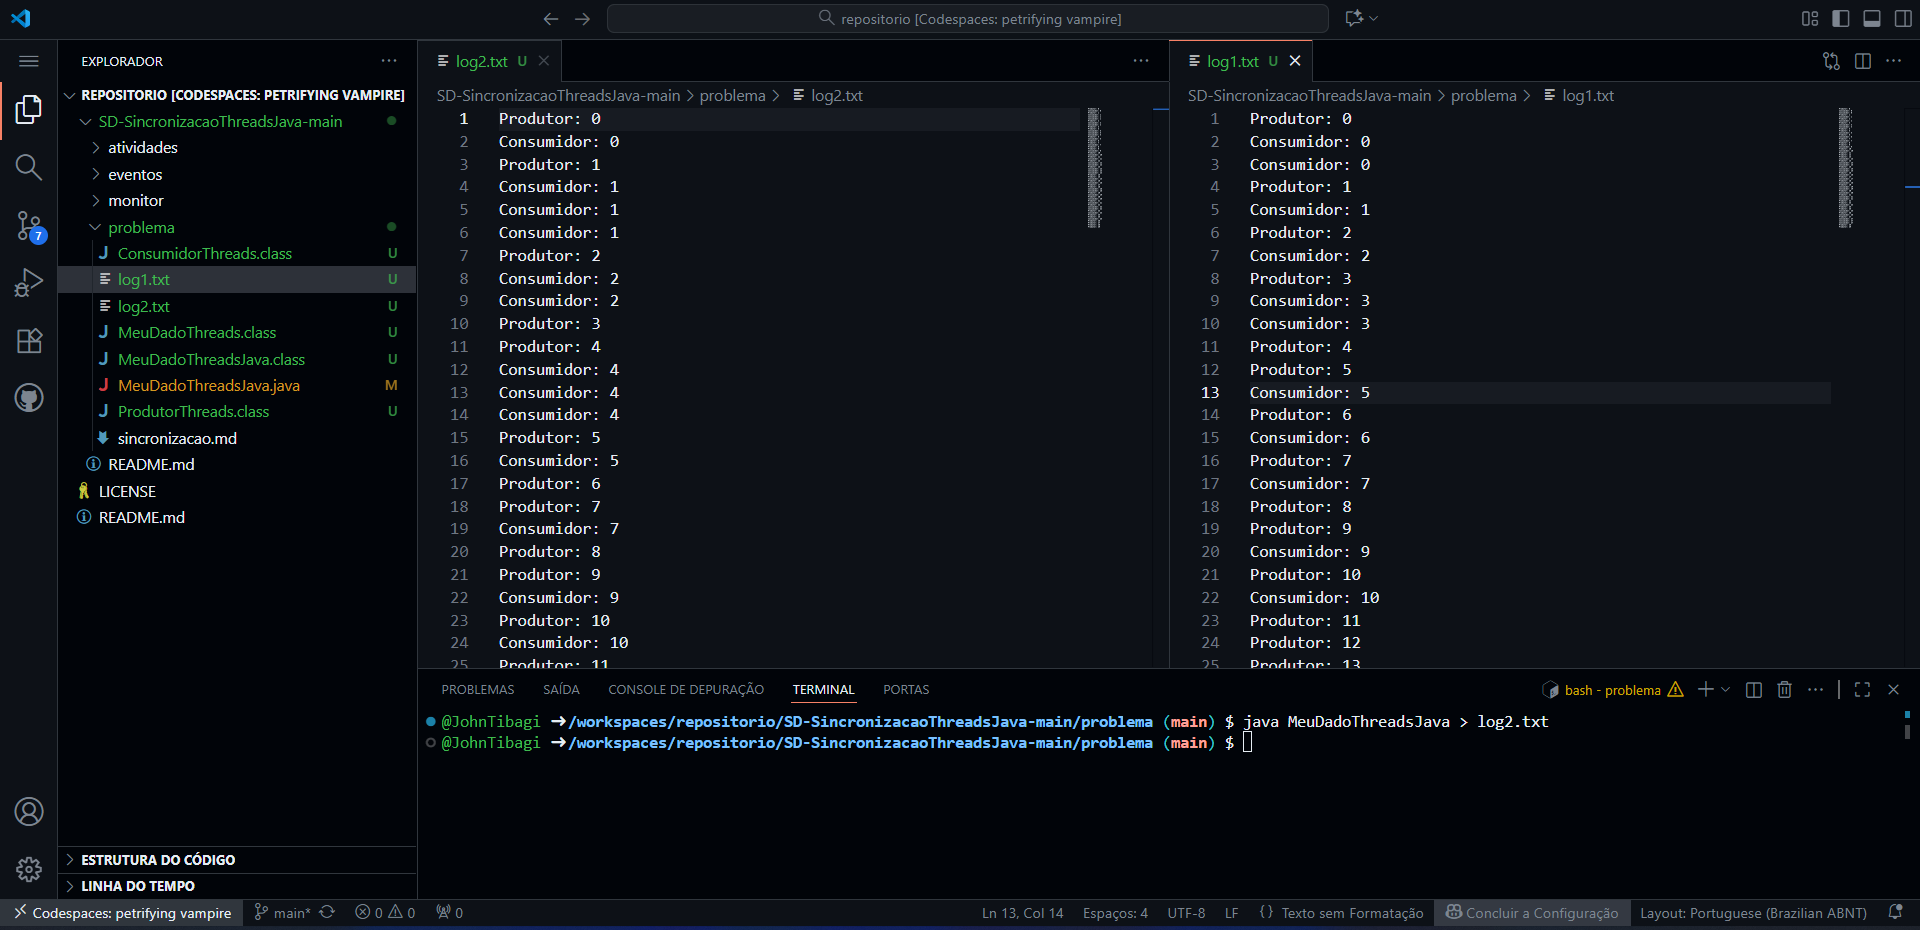 repositorio [Codespaces: petrifying vampire]
EXPLORADOR
REPOSITORIO [CODESPACES: PETRIFYING VAMPIRE]
SD-SincronizacaoThreadsJava-main
atividades
eventos
monitor
problema
ConsumidorThreads.class U
log1.txt U
log2.txt U
MeuDadoThreads.class U
MeuDadoThreadsJava.class U
MeuDadoThreadsJava.java M
ProdutorThreads.class U
sincronizacao.md
README.md
LICENSE
README.md
ESTRUTURA DO CÓDIGO
LINHA DO TEMPO
7
log2.txt U
SD-SincronizacaoThreadsJava-main > problema > log2.txt
1 Produtor: 0
2 Consumidor: 0
3 Produtor: 1
4 Consumidor: 1
5 Consumidor: 1
6 Consumidor: 1
7 Produtor: 2
8 Consumidor: 2
9 Consumidor: 2
10 Produtor: 3
11 Produtor: 4
12 Consumidor: 4
13 Consumidor: 4
14 Consumidor: 4
15 Produtor: 5
16 Consumidor: 5
17 Produtor: 6
18 Produtor: 7
19 Consumidor: 7
20 Produtor: 8
21 Produtor: 9
22 Consumidor: 9
23 Produtor: 10
24 Consumidor: 10
25 Produtor: 11
log1.txt U
SD-SincronizacaoThreadsJava-main > problema > log1.txt
1 Produtor: 0
2 Consumidor: 0
3 Consumidor: 0
4 Produtor: 1
5 Consumidor: 1
6 Produtor: 2
7 Consumidor: 2
8 Produtor: 3
9 Consumidor: 3
10 Consumidor: 3
11 Produtor: 4
12 Produtor: 5
13 Consumidor: 5
14 Produtor: 6
15 Consumidor: 6
16 Produtor: 7
17 Consumidor: 7
18 Produtor: 8
19 Produtor: 9
20 Consumidor: 9
21 Produtor: 10
22 Consumidor: 10
23 Produtor: 11
24 Produtor: 12
25 Produtor: 13
PROBLEMAS SAÍDA CONSOLE DE DEPURAÇÃO TERMINAL PORTAS
bash - problema
@JohnTibagi ➜/workspaces/repositorio/SD-SincronizacaoThreadsJava-main/problema (main) $ java MeuDadoThreadsJava > log2.txt
@JohnTibagi ➜/workspaces/repositorio/SD-SincronizacaoThreadsJava-main/problema (main) $
Codespaces: petrifying vampire main* 0 0 0 Ln 13, Col 14 Espaços: 4 UTF-8 LF {} Texto sem Formatação Concluir a Configuração Layout: Portuguese (Brazilian ABNT)